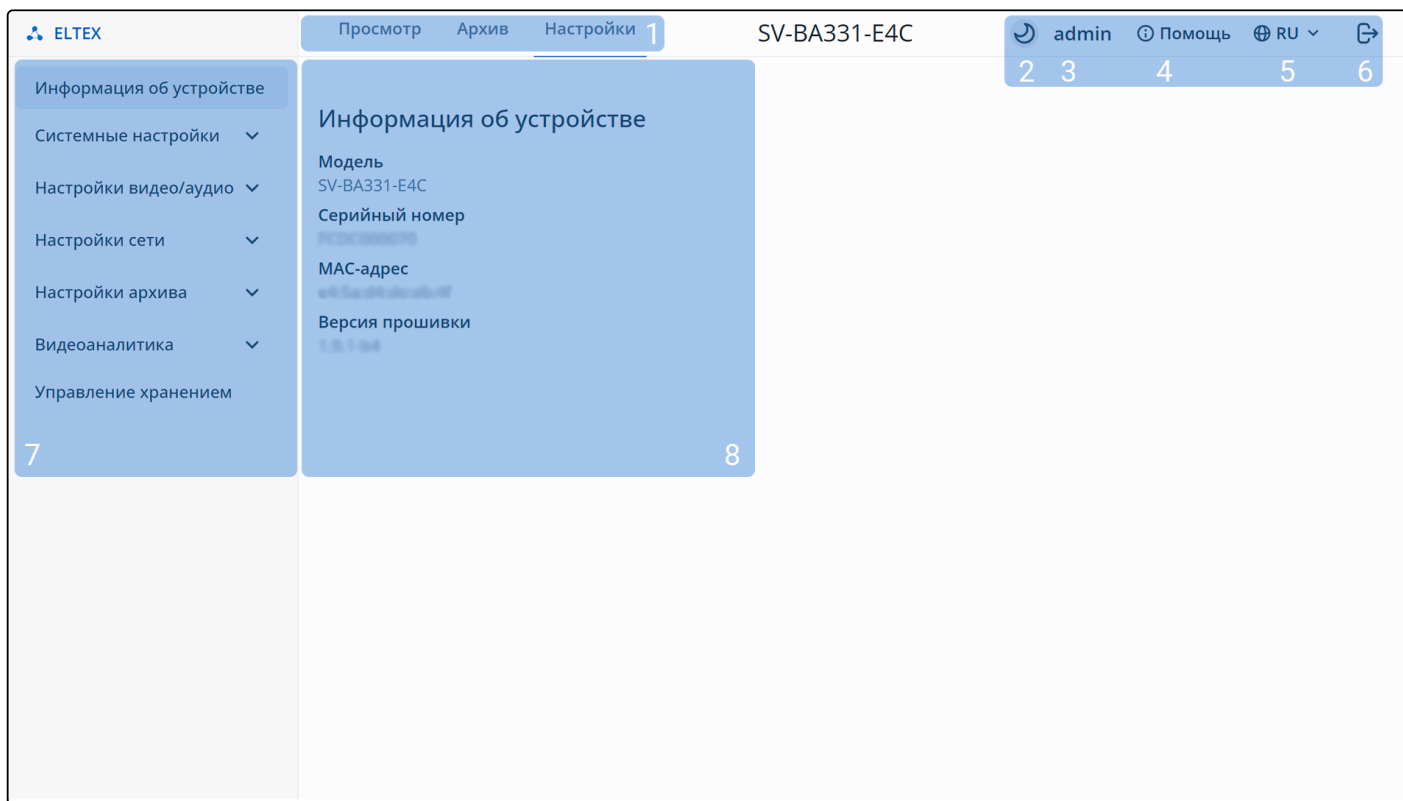 ELTEX
Просмотр Архив Настройки 1
SV-BA331-E4C
admin Помощь RU
2 3 4 5 6
Информация об устройстве
Системные настройки
Настройки видео/аудио
Настройки сети
Настройки архива
Видеоаналитика
Управление хранением
7
Информация об устройстве
Модель
SV-BA331-E4C
Серийный номер
MAC-адрес
Версия прошивки
8